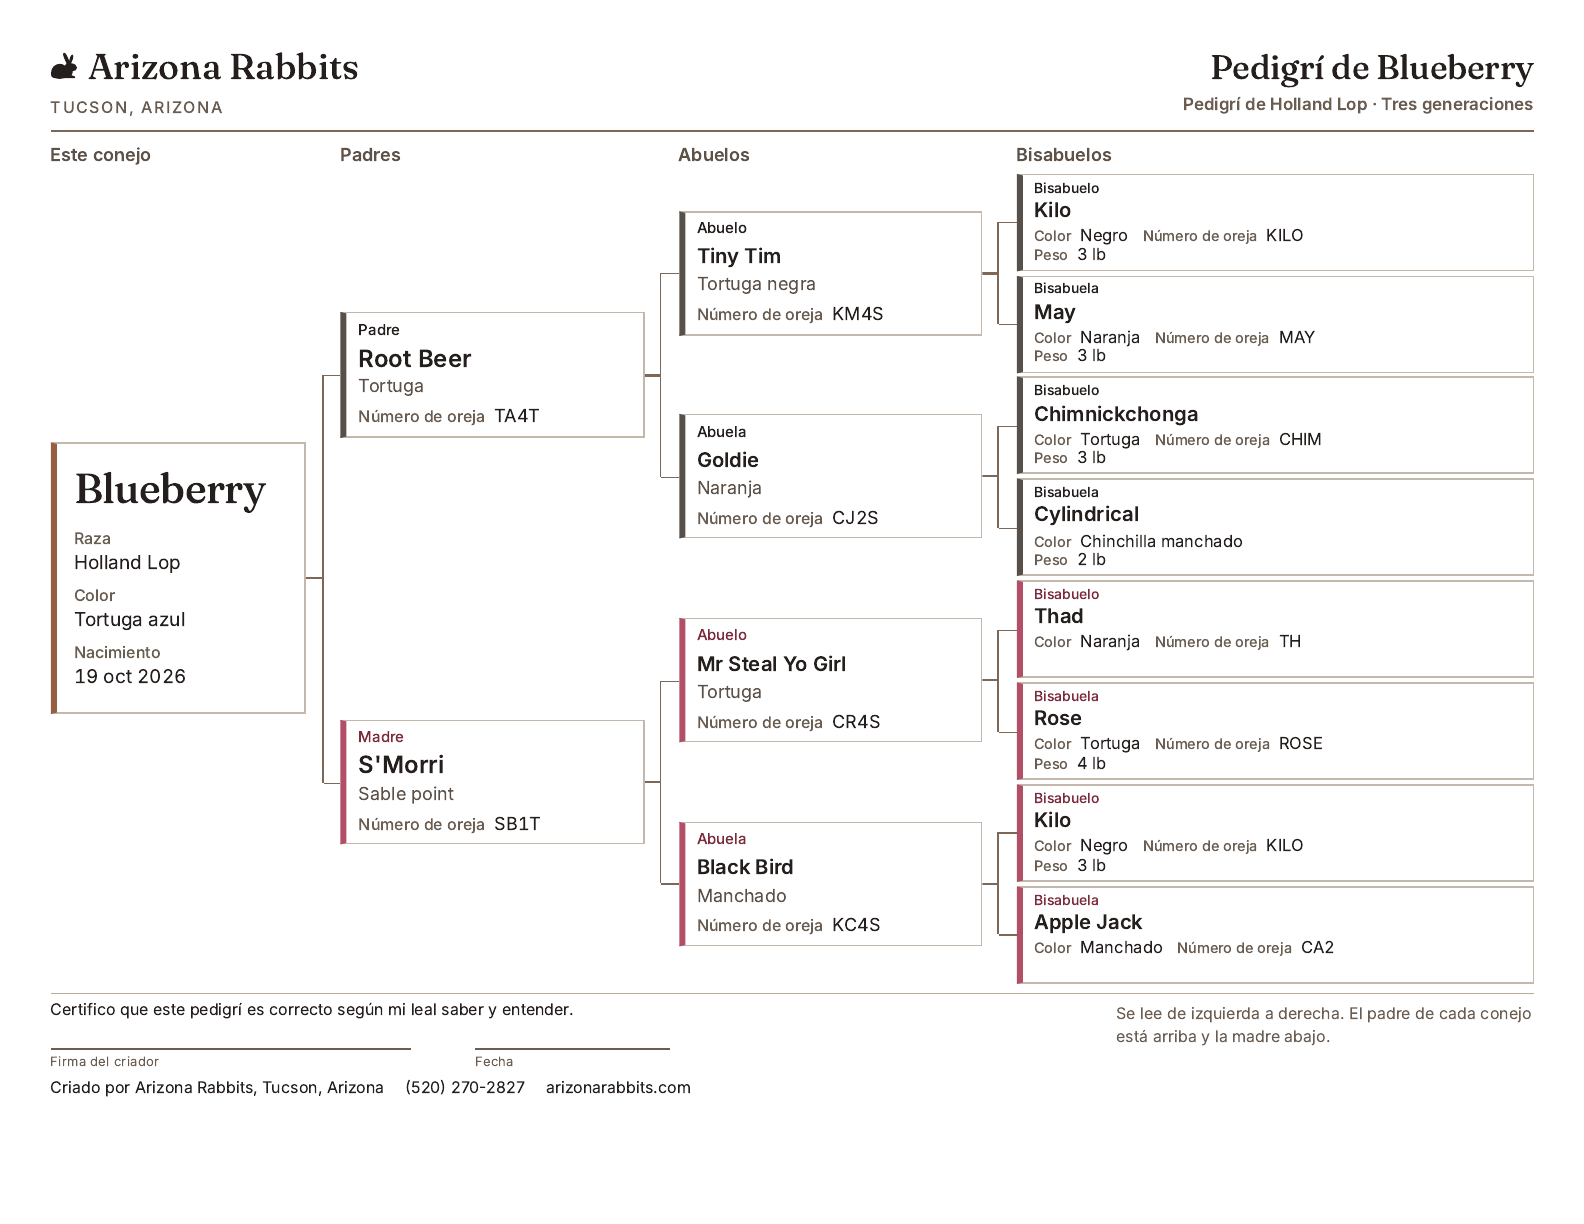 Arizona Rabbits
TUCSON, ARIZONA
Pedigrí de Blueberry
Pedigrí de Holland Lop · Tres generaciones
Este conejo
Padres
Abuelos
Bisabuelos
Blueberry
Raza
Holland Lop
Color
Tortuga azul
Nacimiento
19 oct 2026
Padre
Root Beer
Tortuga
Número de oreja TA4T
Madre
S'Morri
Sable point
Número de oreja SB1T
Abuelo
Tiny Tim
Tortuga negra
Número de oreja KM4S
Abuela
Goldie
Naranja
Número de oreja CJ2S
Abuelo
Mr Steal Yo Girl
Tortuga
Número de oreja CR4S
Abuela
Black Bird
Manchado
Número de oreja KC4S
Bisabuelo
Kilo
Color Negro Número de oreja KILO
Peso 3 lb
Bisabuela
May
Color Naranja Número de oreja MAY
Peso 3 lb
Bisabuelo
Chimnickchonga
Color Tortuga Número de oreja CHIM
Peso 3 lb
Bisabuela
Cylindrical
Color Chinchilla manchado
Peso 2 lb
Bisabuelo
Thad
Color Naranja Número de oreja TH
Bisabuela
Rose
Color Tortuga Número de oreja ROSE
Peso 4 lb
Bisabuelo
Kilo
Color Negro Número de oreja KILO
Peso 3 lb
Bisabuela
Apple Jack
Color Manchado Número de oreja CA2
Certifico que este pedigrí es correcto según mi leal saber y entender.
Firma del criador
Fecha
Criado por Arizona Rabbits, Tucson, Arizona (520) 270-2827 arizonarabbits.com
Se lee de izquierda a derecha. El padre de cada conejo
está arriba y la madre abajo.